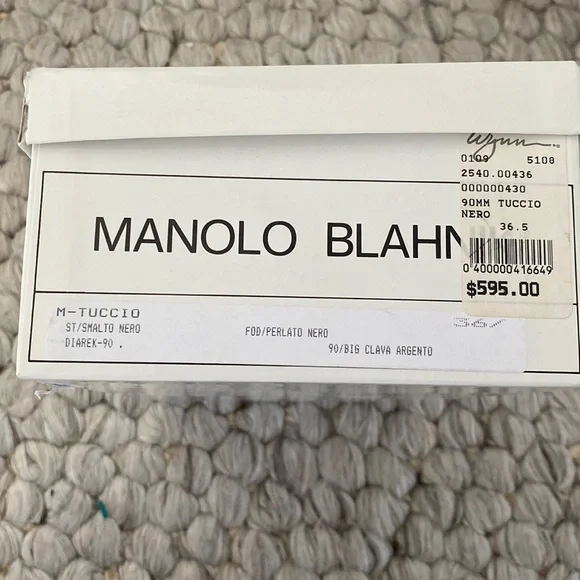 Wynn
0109 5108
2540.00436
000000430
90MM TUCCIO
NERO
36.5
0 400000416649
$595.00
MANOLO BLAHN
M-TUCCIO
ST/SMALTO NERO
FOD/PERLATO NERO
DIAREK-90 .
90/BIG CLAVA ARGENTO